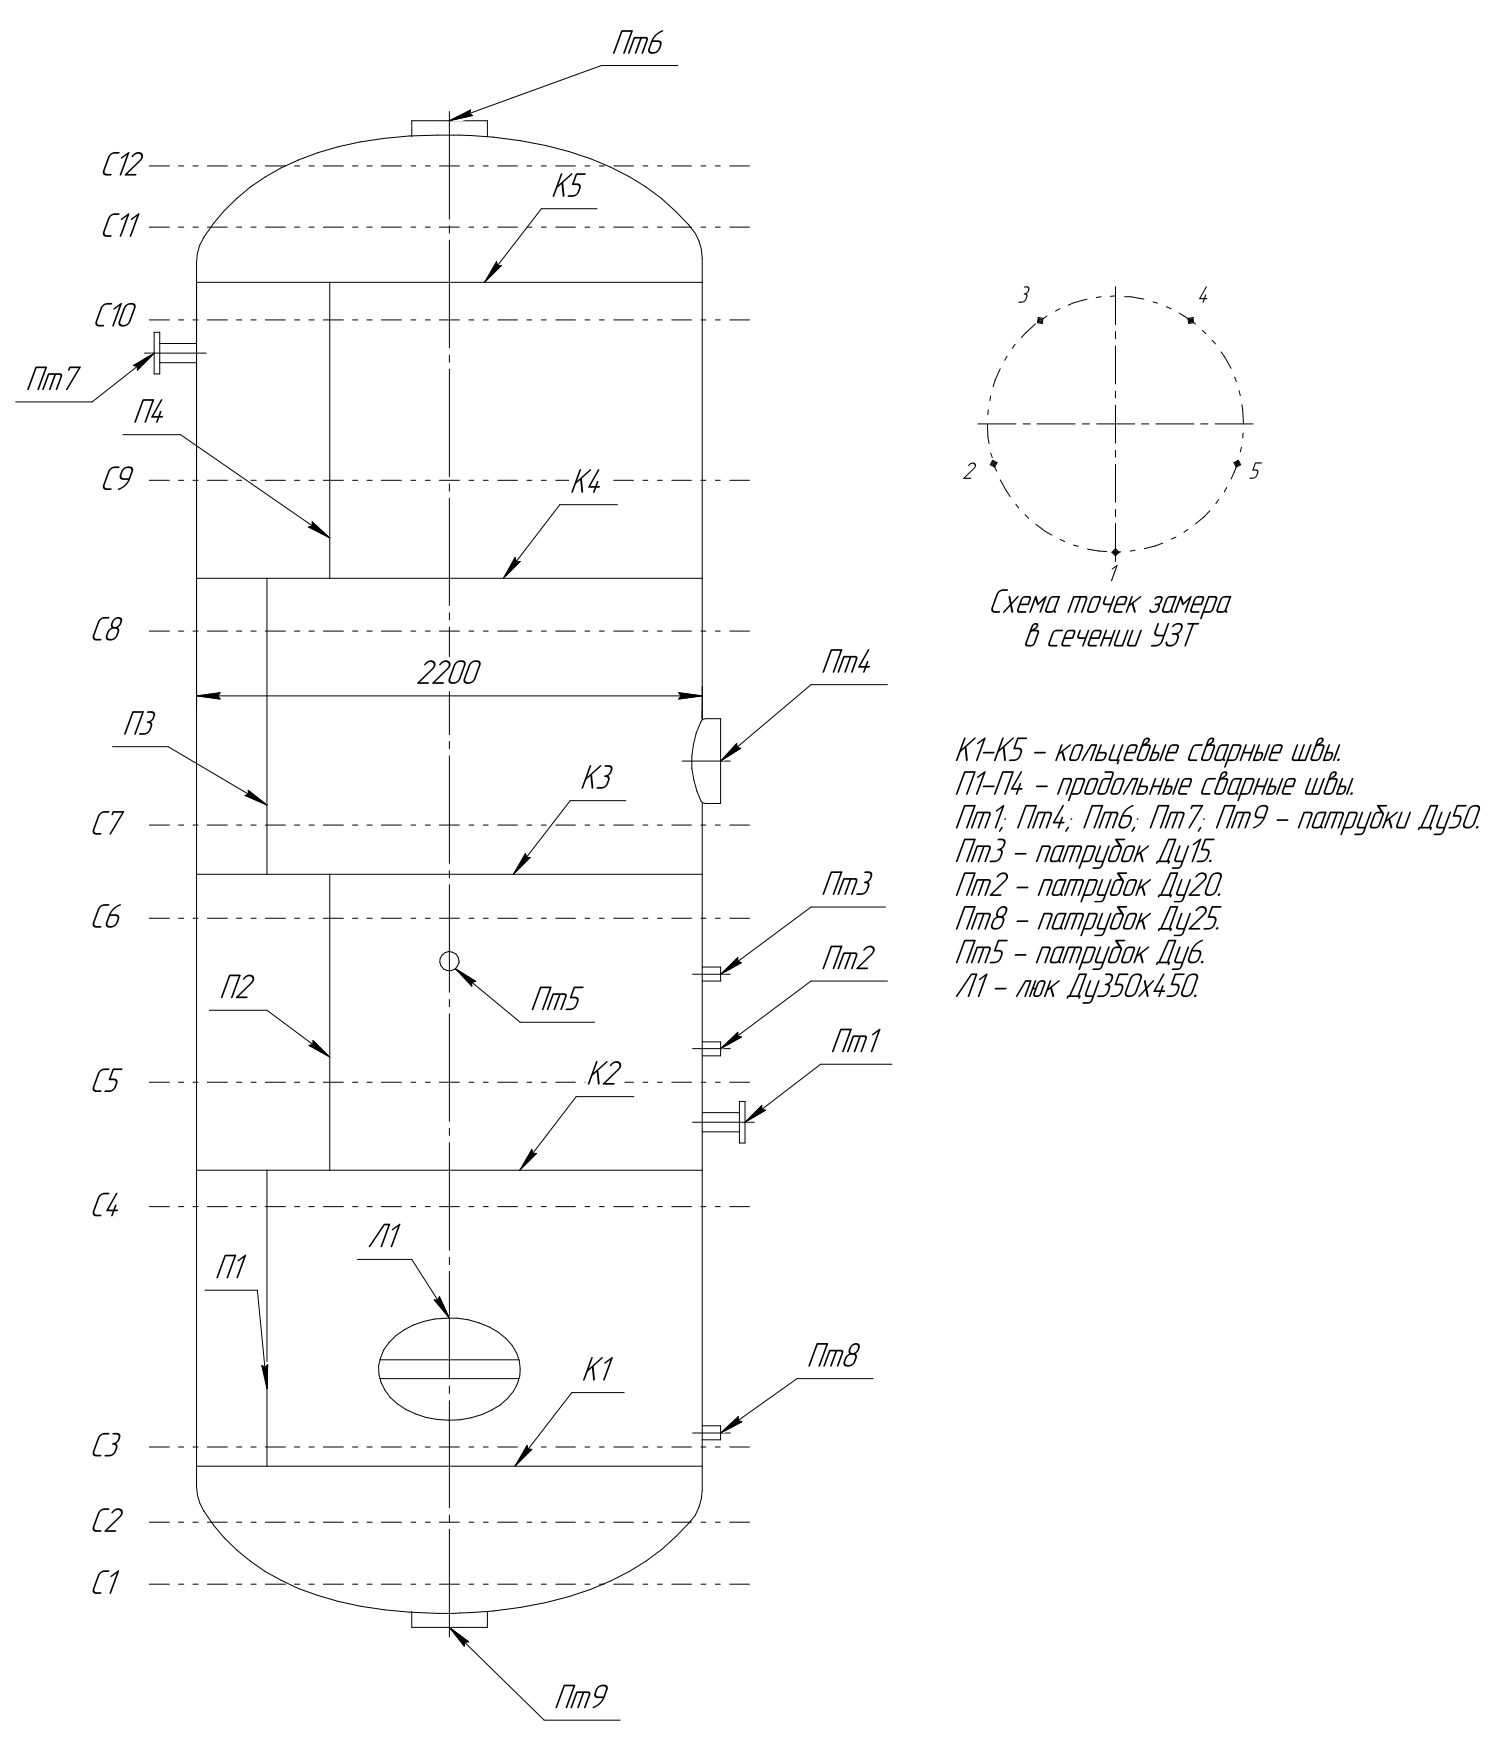 Пт6
С12
К5
С11
С10
3
4
Пт7
П4
С9
К4
2
5
1
Схема точек замера
в сечении УЗТ
С8
2200
Пт4
П3
К3
С7
К1-К5 - кольцевые сварные швы.
П1-П4 - продольные сварные швы.
Пт1; Пт4; Пт6; Пт7; Пт9 - патрубки Ду50.
Пт3 - патрубок Ду15.
Пт2 - патрубок Ду20.
Пт8 - патрубок Ду25.
Пт5 - патрубок Ду6.
Л1 - люк Ду350х450.
Пт3
С6
Пт2
П2
Пт5
Пт1
С5
К2
С4
Л1
П1
Пт8
К1
С3
С2
С1
Пт9